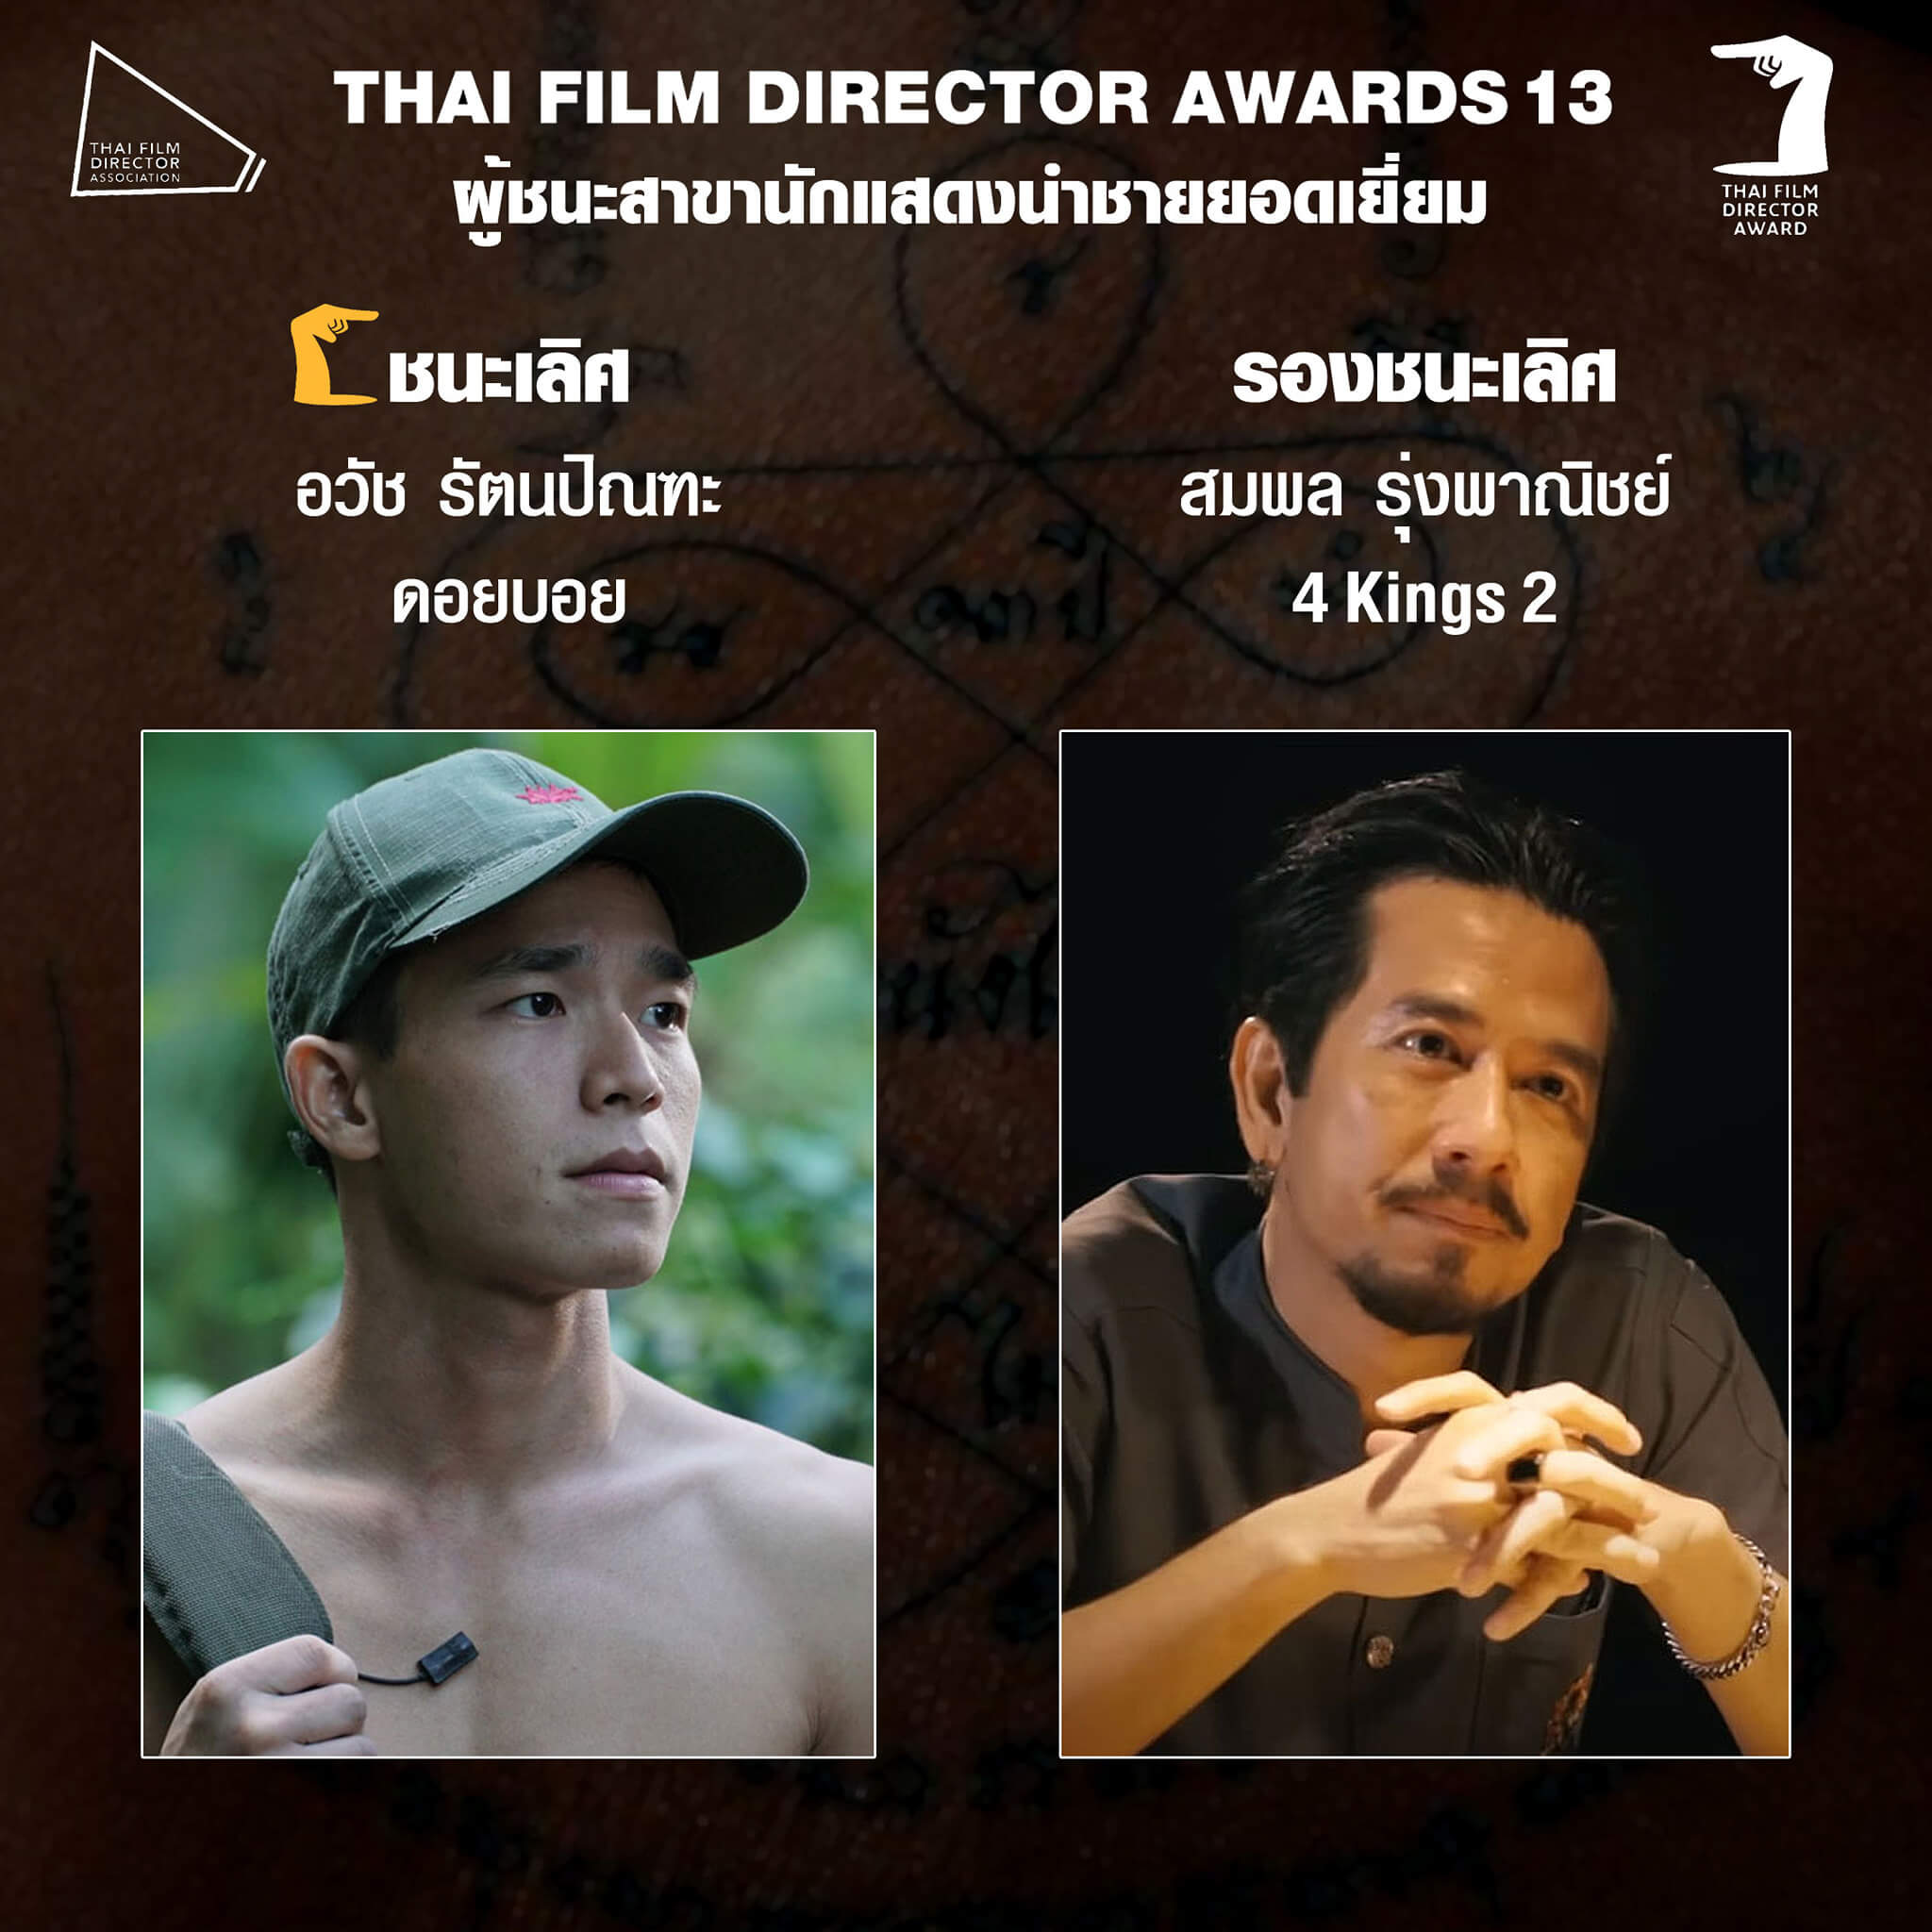 THAI FILM
DIRECTOR
ASSOCIATION
THAI FILM DIRECTOR AWARDS 13
ผู้ชนะสาขานักแสดงนำชายยอดเยี่ยม
THAI FILM
DIRECTOR
AWARD
ชนะเลิศ
อวัช รัตนปิณฑะ
ดอยบอย
รองชนะเลิศ
สมพล รุ่งพาณิชย์
4 Kings 2